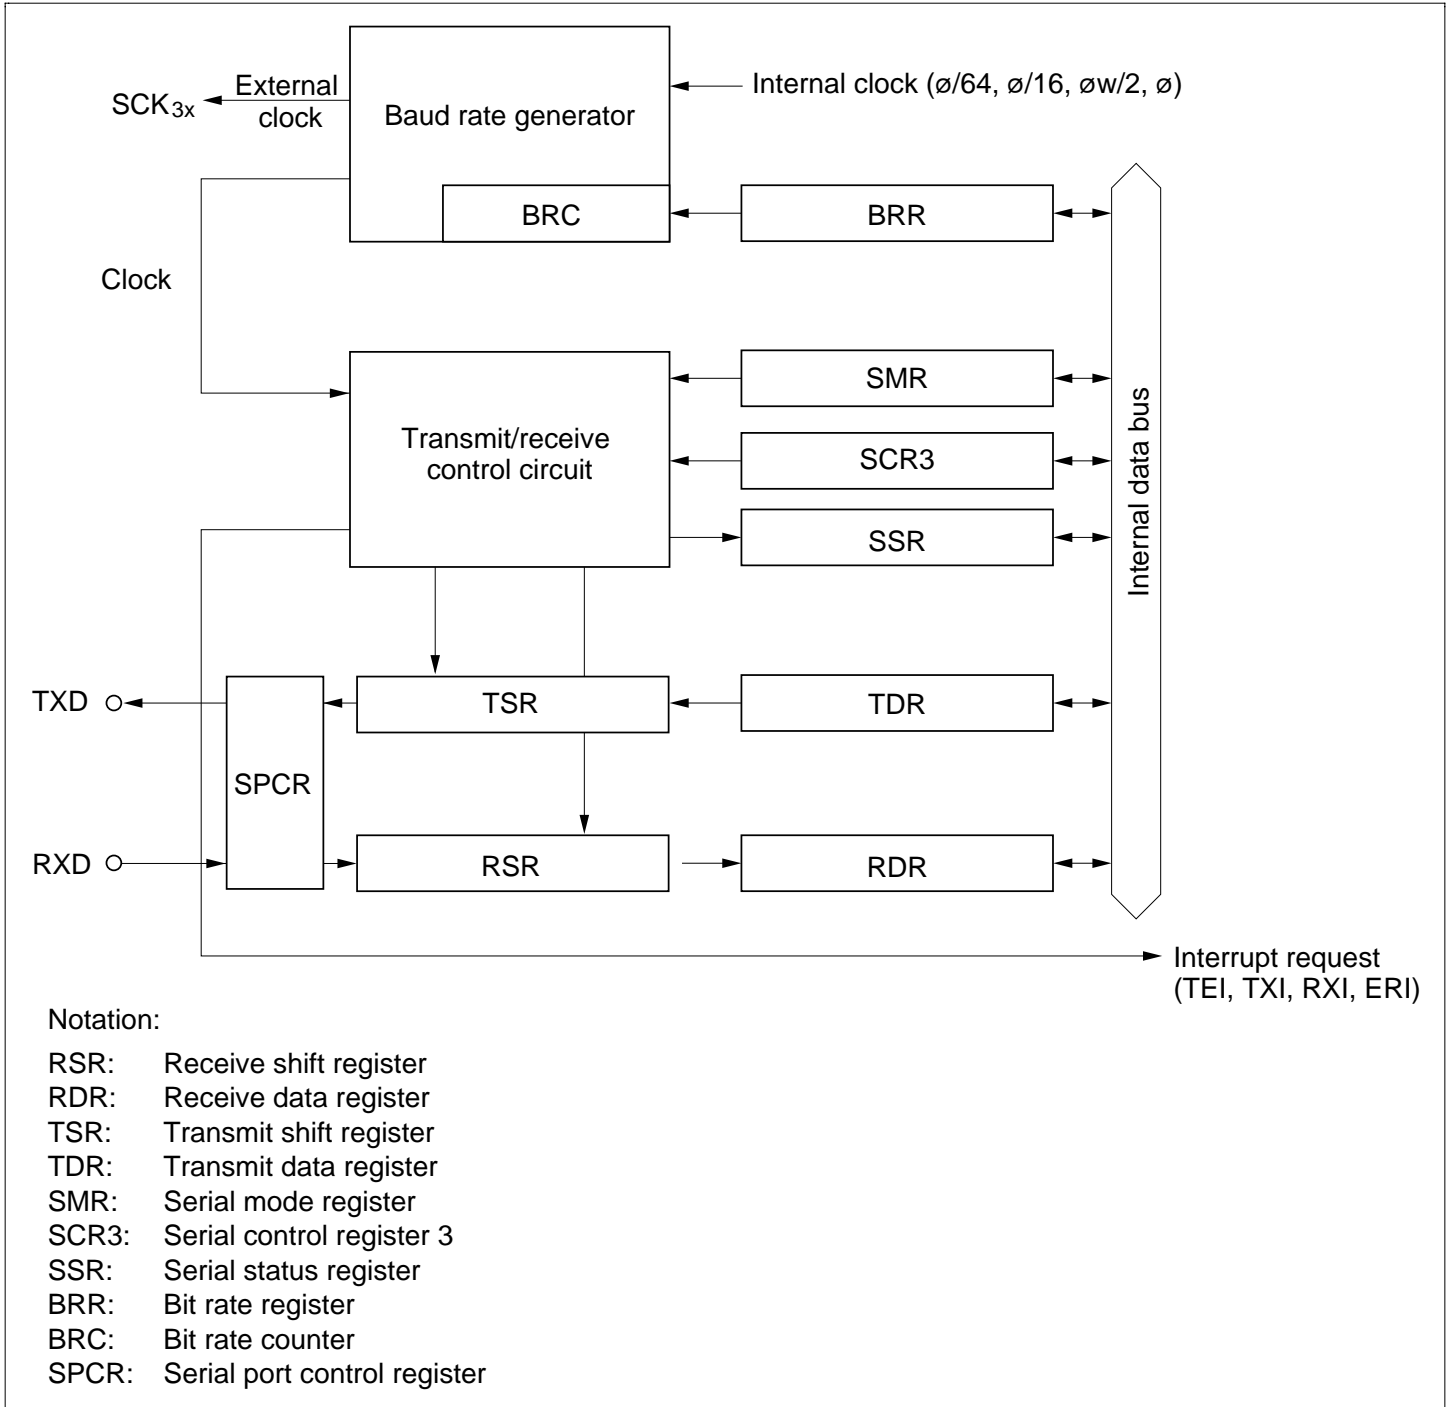 External
clock
SCK3x
Baud rate generator
Internal clock (ø/64, ø/16, øw/2, ø)
BRC
BRR
Clock
SMR
Transmit/receive
control circuit
SCR3
SSR
Internal data bus
TXD
TSR
TDR
SPCR
RXD
RSR
RDR
Interrupt request
(TEI, TXI, RXI, ERI)
Notation:
RSR: Receive shift register
RDR: Receive data register
TSR: Transmit shift register
TDR: Transmit data register
SMR: Serial mode register
SCR3: Serial control register 3
SSR: Serial status register
BRR: Bit rate register
BRC: Bit rate counter
SPCR: Serial port control register